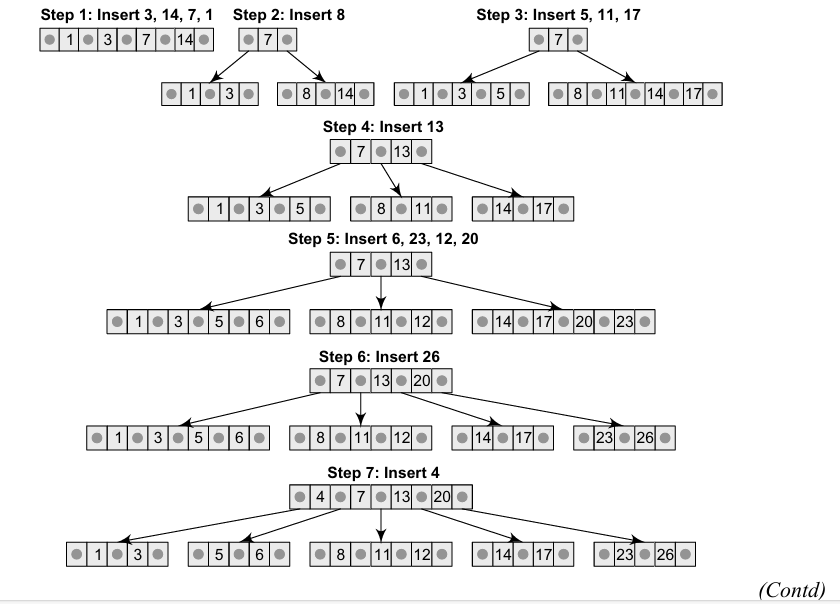 Step 1: Insert 3, 14, 7, 1
1 3 7 14
Step 2: Insert 8
7
1 3 8 14
Step 3: Insert 5, 11, 17
7
1 3 5 8 11 14 17
Step 4: Insert 13
7 13
1 3 5 8 11 14 17
Step 5: Insert 6, 23, 12, 20
7 13
1 3 5 6 8 11 12 14 17 20 23
Step 6: Insert 26
7 13 20
1 3 5 6 8 11 12 14 17 23 26
Step 7: Insert 4
4 7 13 20
1 3 5 6 8 11 12 14 17 23 26
(Contd)